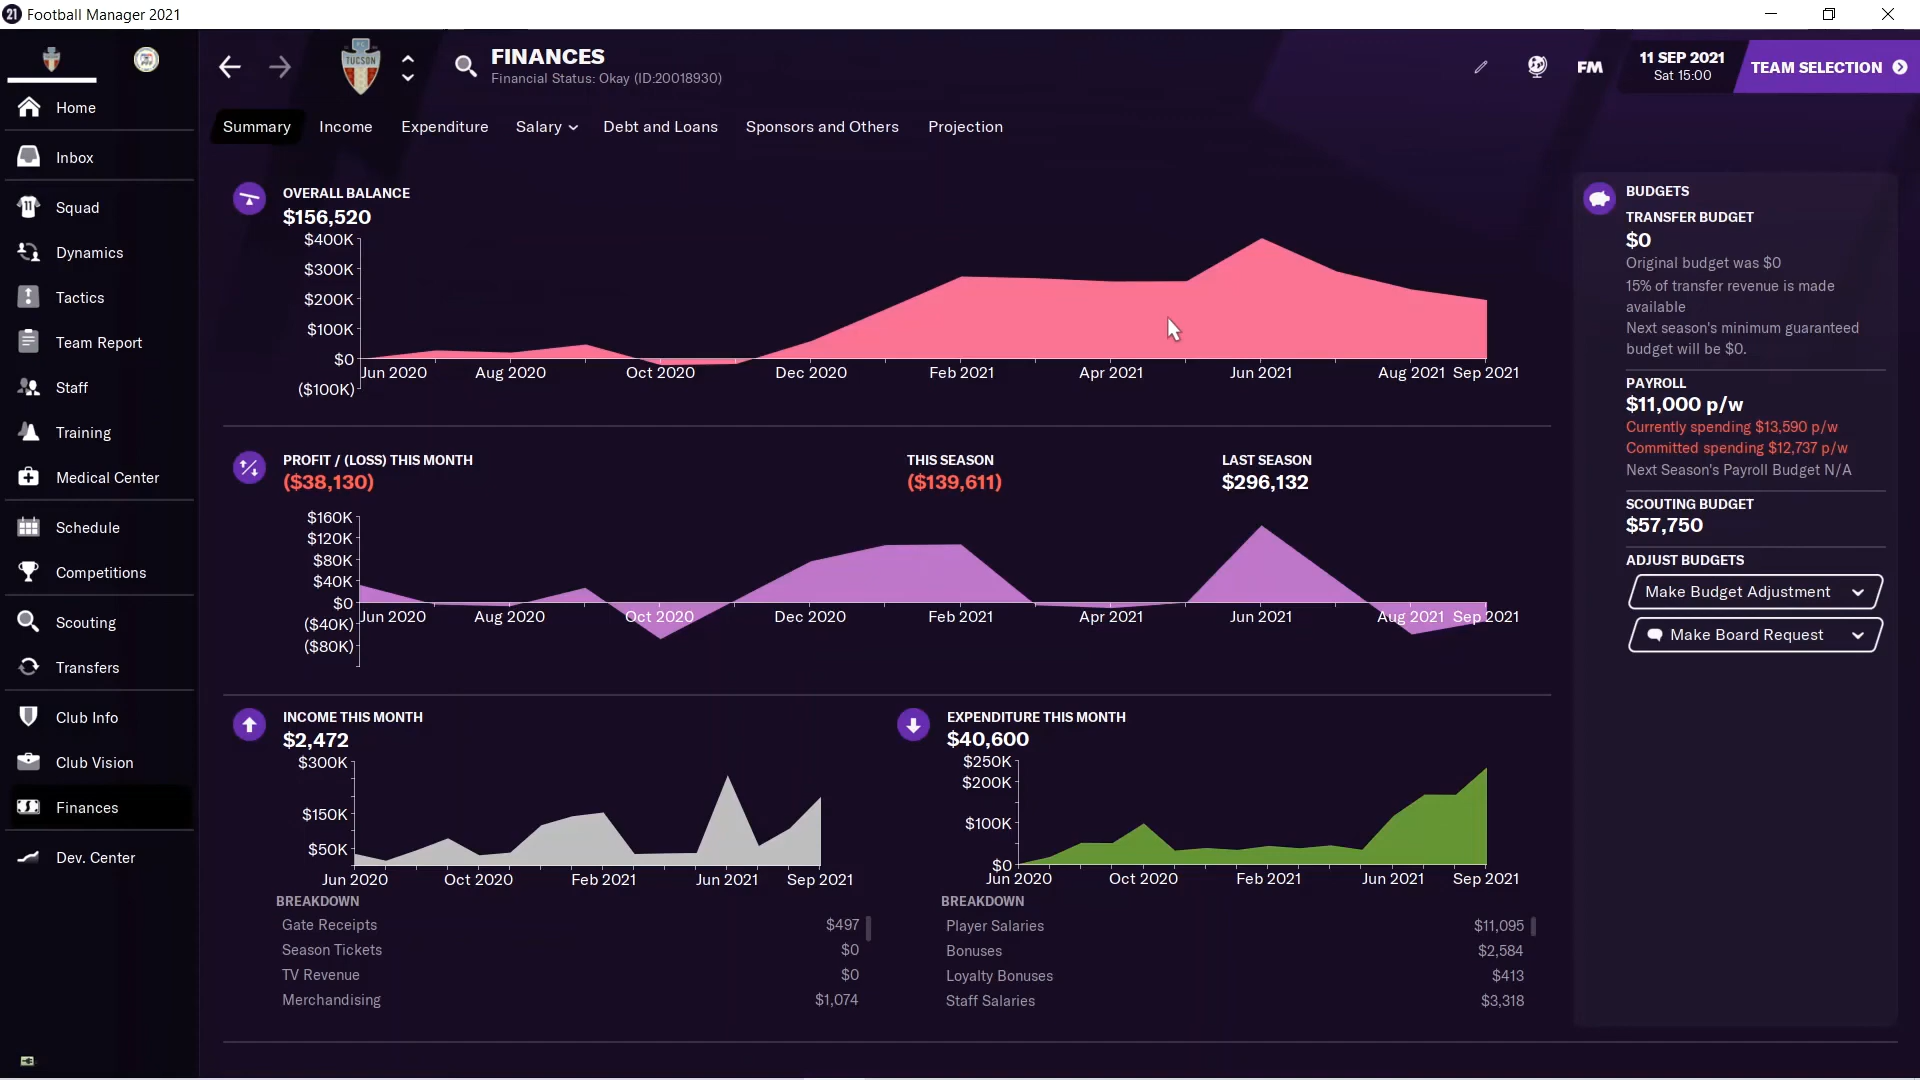 21 Football Manager 2021
FC
TUCSON
FINANCES
Financial Status: Okay (ID:20018930)
FM
11 SEP 2021
Sat 15:00
TEAM SELECTION
Home
Inbox
Squad
Dynamics
Tactics
Team Report
Staff
Training
Medical Center
Schedule
Competitions
Scouting
Transfers
Club Info
Club Vision
Finances
Dev. Center
Summary Income Expenditure Salary Debt and Loans Sponsors and Others Projection
OVERALL BALANCE
$156,520
$400K
$300K
$200K
$100K
$0
($100K)
Jun 2020 Aug 2020 Oct 2020 Dec 2020 Feb 2021 Apr 2021 Jun 2021 Aug 2021 Sep 2021
PROFIT / (LOSS) THIS MONTH
($38,130)
THIS SEASON
($139,611)
LAST SEASON
$296,132
$160K
$120K
$80K
$40K
$0
($40K)
($80K)
Jun 2020 Aug 2020 Oct 2020 Dec 2020 Feb 2021 Apr 2021 Jun 2021 Aug 2021 Sep 2021
INCOME THIS MONTH
$2,472
$300K
$150K
$50K
Jun 2020 Oct 2020 Feb 2021 Jun 2021 Sep 2021
BREAKDOWN
Gate Receipts $497
Season Tickets $0
TV Revenue $0
Merchandising $1,074
EXPENDITURE THIS MONTH
$40,600
$250K
$200K
$100K
$0
Jun 2020 Oct 2020 Feb 2021 Jun 2021 Sep 2021
BREAKDOWN
Player Salaries $11,095
Bonuses $2,584
Loyalty Bonuses $413
Staff Salaries $3,318
BUDGETS
TRANSFER BUDGET
$0
Original budget was $0
15% of transfer revenue is made
available
Next season's minimum guaranteed
budget will be $0.
PAYROLL
$11,000 p/w
Currently spending $13,590 p/w
Committed spending $12,737 p/w
Next Season's Payroll Budget N/A
SCOUTING BUDGET
$57,750
ADJUST BUDGETS
Make Budget Adjustment
Make Board Request